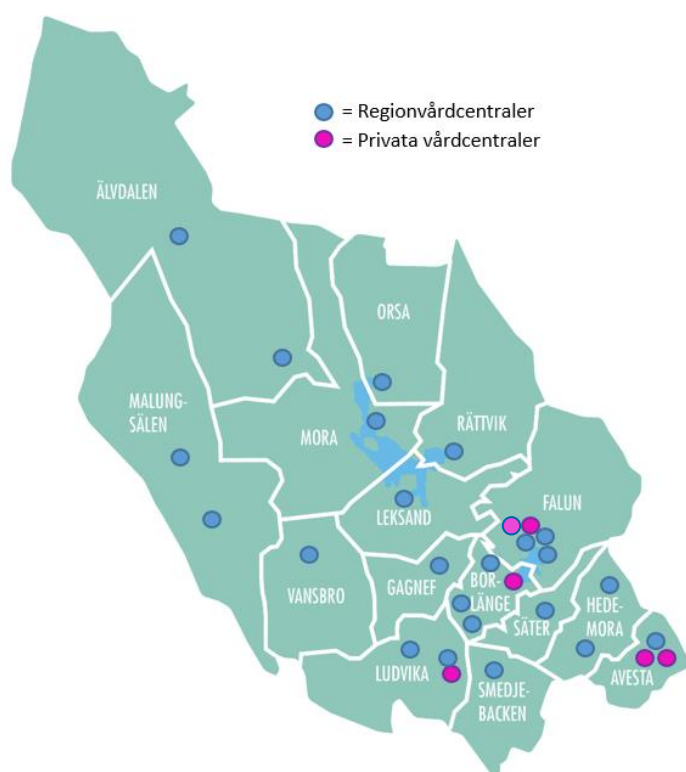 = Regionvårdcentraler
= Privata vårdcentraler
ÄLVDALEN
ORSA
MALUNG-
SÄLEN
MORA
RÄTTVIK
LEKSAND
FALUN
VANSBRO
GAGNEF
BOR-
LÄNGE
SÄTER
HEDE-
MORA
LUDVIKA
SMEDJE-
BACKEN
AVESTA